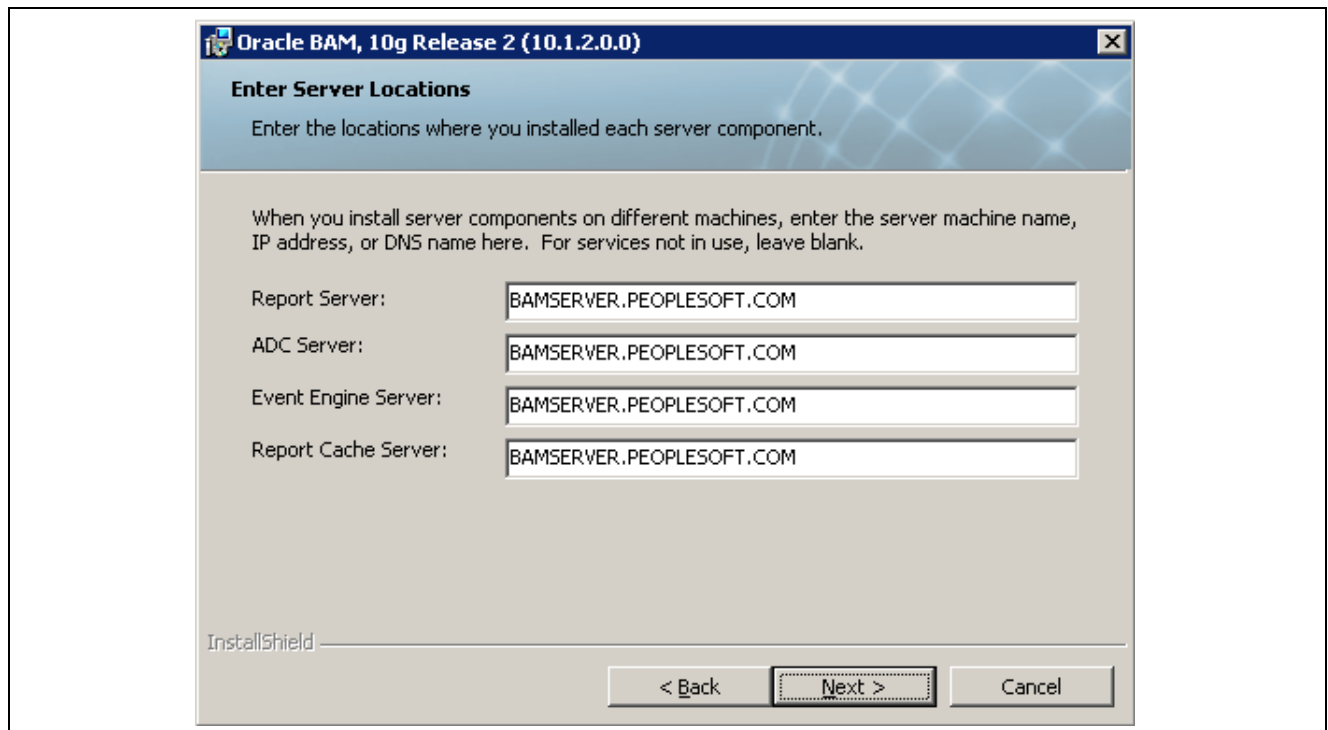 Oracle BAM, 10g Release 2 (10.1.2.0.0)
Enter Server Locations
Enter the locations where you installed each server component.
When you install server components on different machines, enter the server machine name,
IP address, or DNS name here.  For services not in use, leave blank.
Report Server: BAMSERVER.PEOPLESOFT.COM
ADC Server: BAMSERVER.PEOPLESOFT.COM
Event Engine Server: BAMSERVER.PEOPLESOFT.COM
Report Cache Server: BAMSERVER.PEOPLESOFT.COM
InstallShield
< Back Next > Cancel